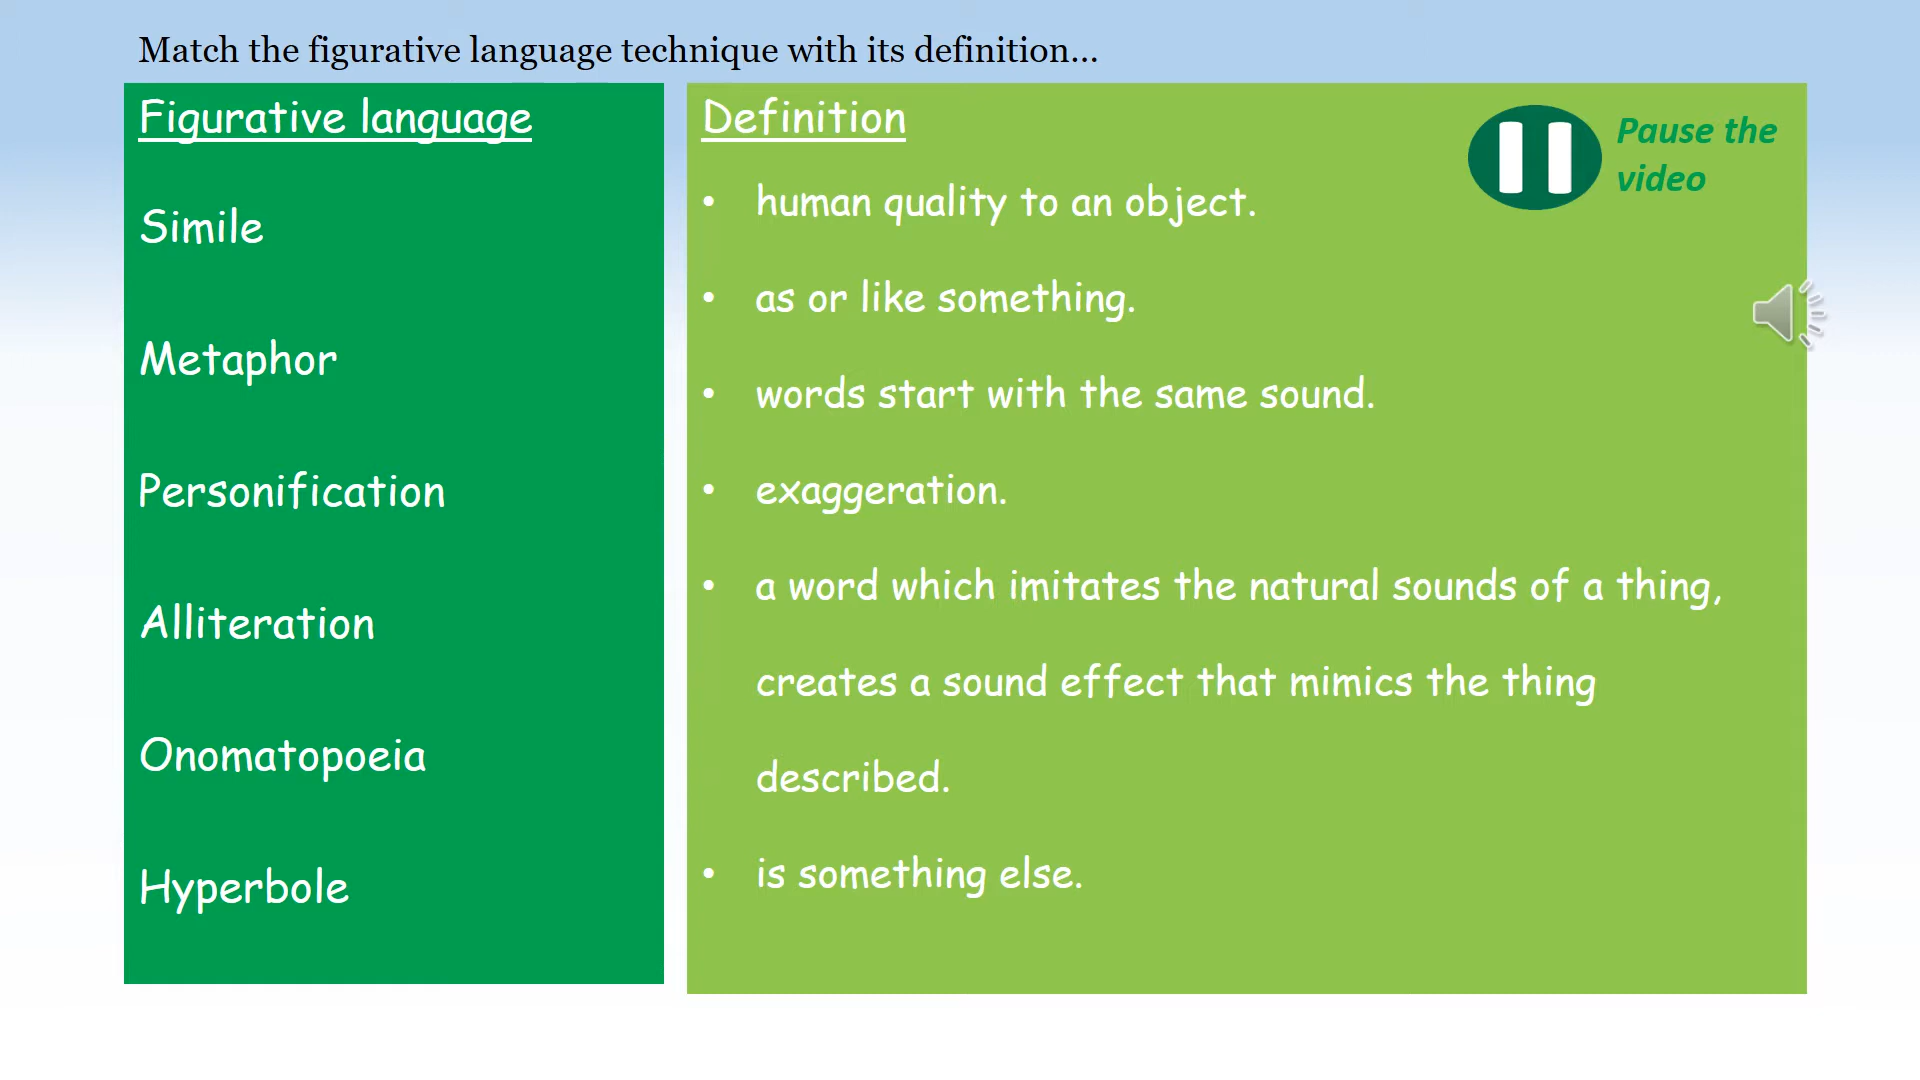 Match the figurative language technique with its definition...
Figurative language
Simile
Metaphor
Personification
Alliteration
Onomatopoeia
Hyperbole
Definition
Pause the
video
• human quality to an object.
• as or like something.
• words start with the same sound.
• exaggeration.
• a word which imitates the natural sounds of a thing,
creates a sound effect that mimics the thing
described.
• is something else.